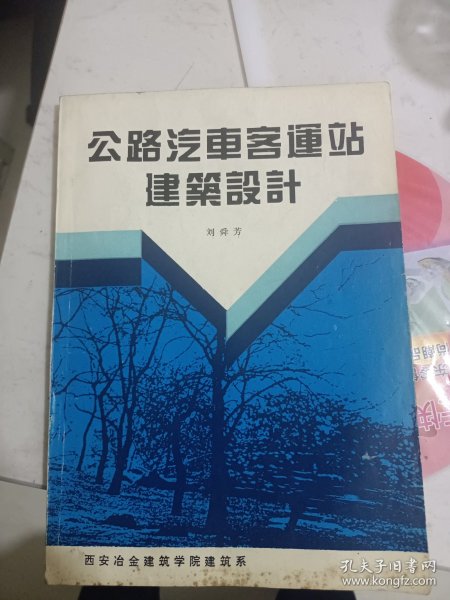 公路汽車客運站
建築設計
刘舜芳
西安冶金建筑学院建筑系
孔夫子旧书网
www.kongfz.com